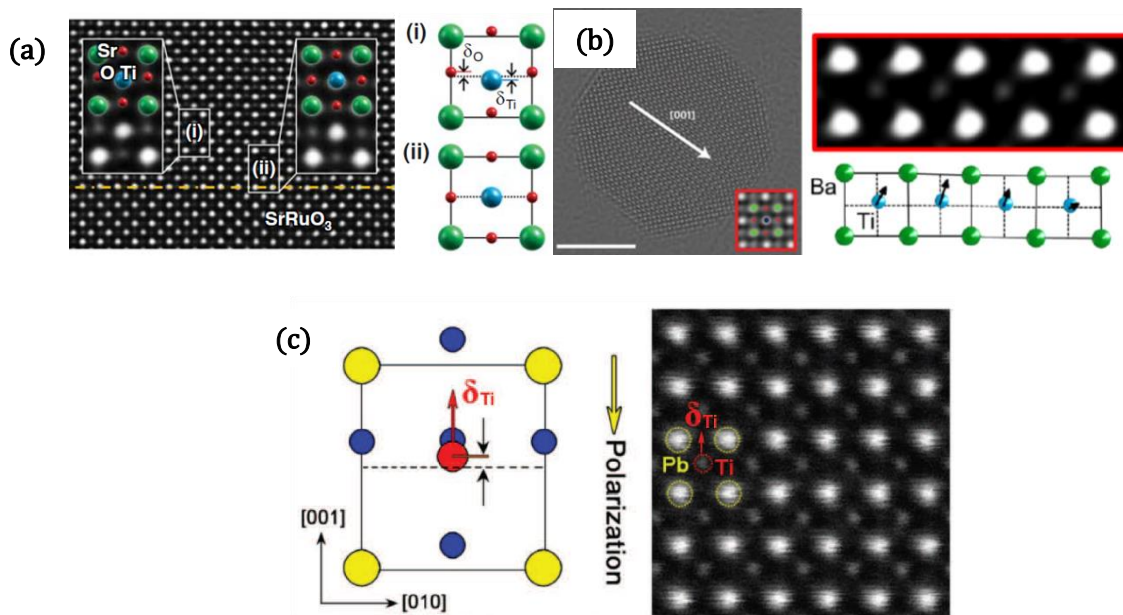 (a)
Sr
O Ti
(i)
(ii)
SrRuO₃
(i)
δO
δTi
(ii)
(b)
[001]
Ba
Ti
(c)
δTi
[001]
[010]
Polarization
δTi
Pb
Ti